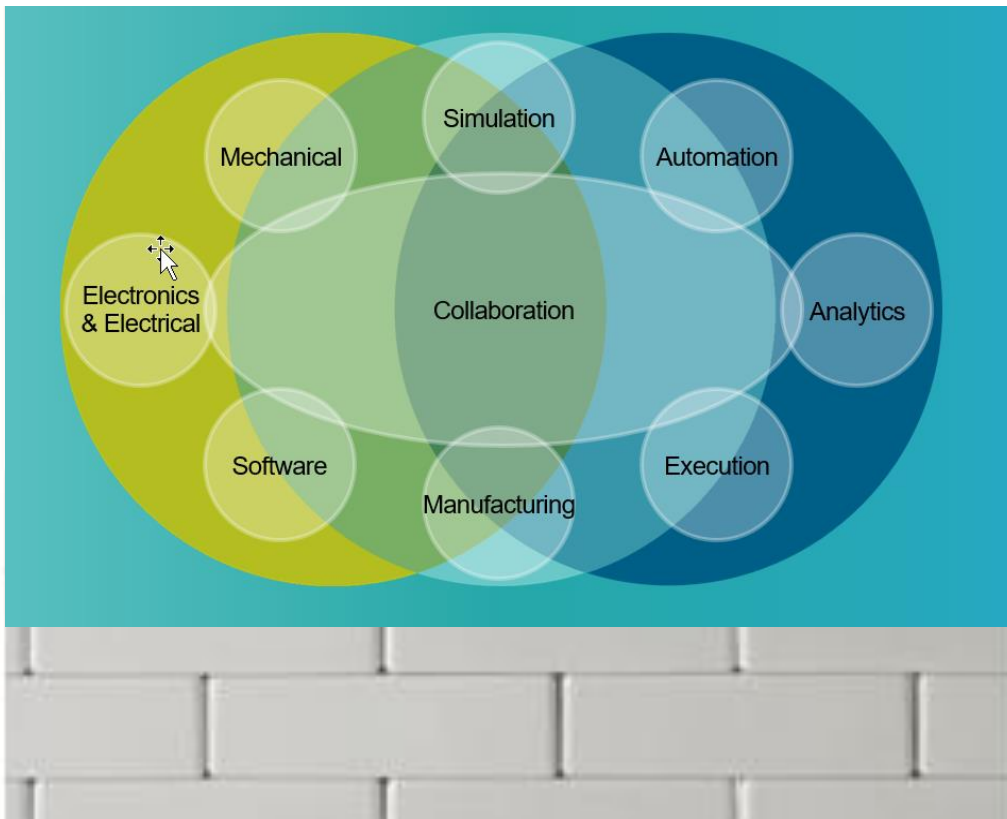 Simulation
Mechanical
Automation
Electronics
& Electrical
Collaboration
Analytics
Software
Execution
Manufacturing